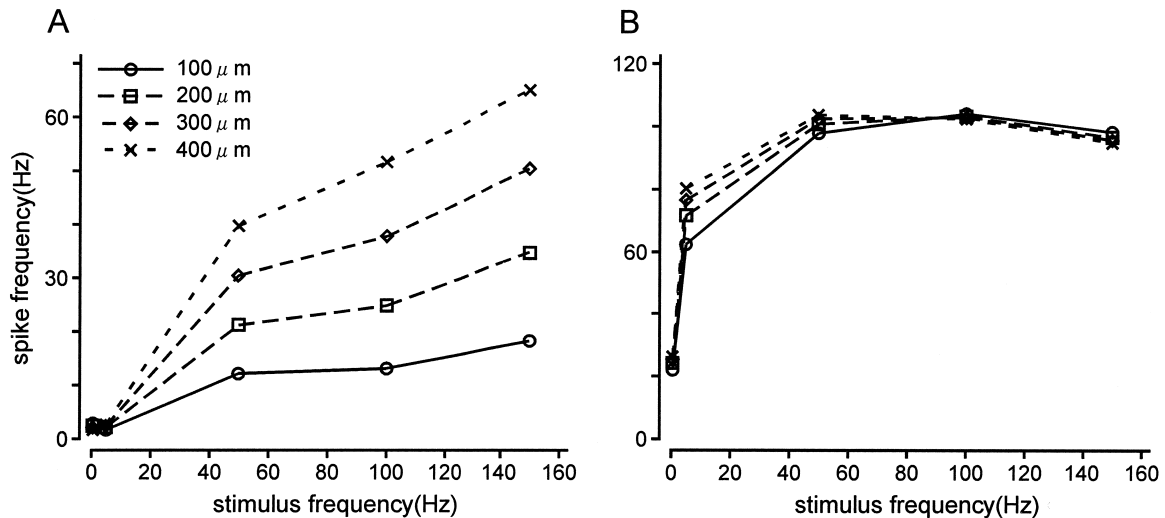 A
100 μ m
200 μ m
300 μ m
400 μ m
60
30
0
spike frequency(Hz)
0 20 40 60 80 100 120 140 160
stimulus frequency(Hz)
B
120
60
0
0 20 40 60 80 100 120 140 160
stimulus frequency(Hz)